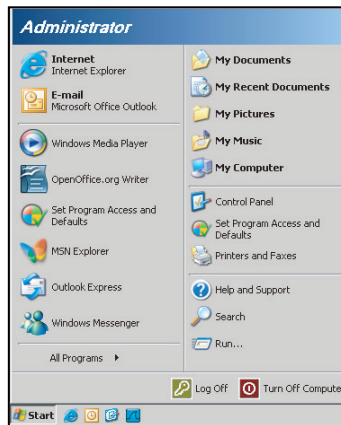 Administrator
Internet
Internet Explorer
E-mail
Microsoft Office Outlook
Windows Media Player
OpenOffice.org Writer
Set Program Access and
Defaults
MSN Explorer
Outlook Express
Windows Messenger
All Programs
My Documents
My Recent Documents
My Pictures
My Music
My Computer
Control Panel
Set Program Access and
Defaults
Printers and Faxes
Help and Support
Search
Run...
Log Off
Turn Off Compute
Start